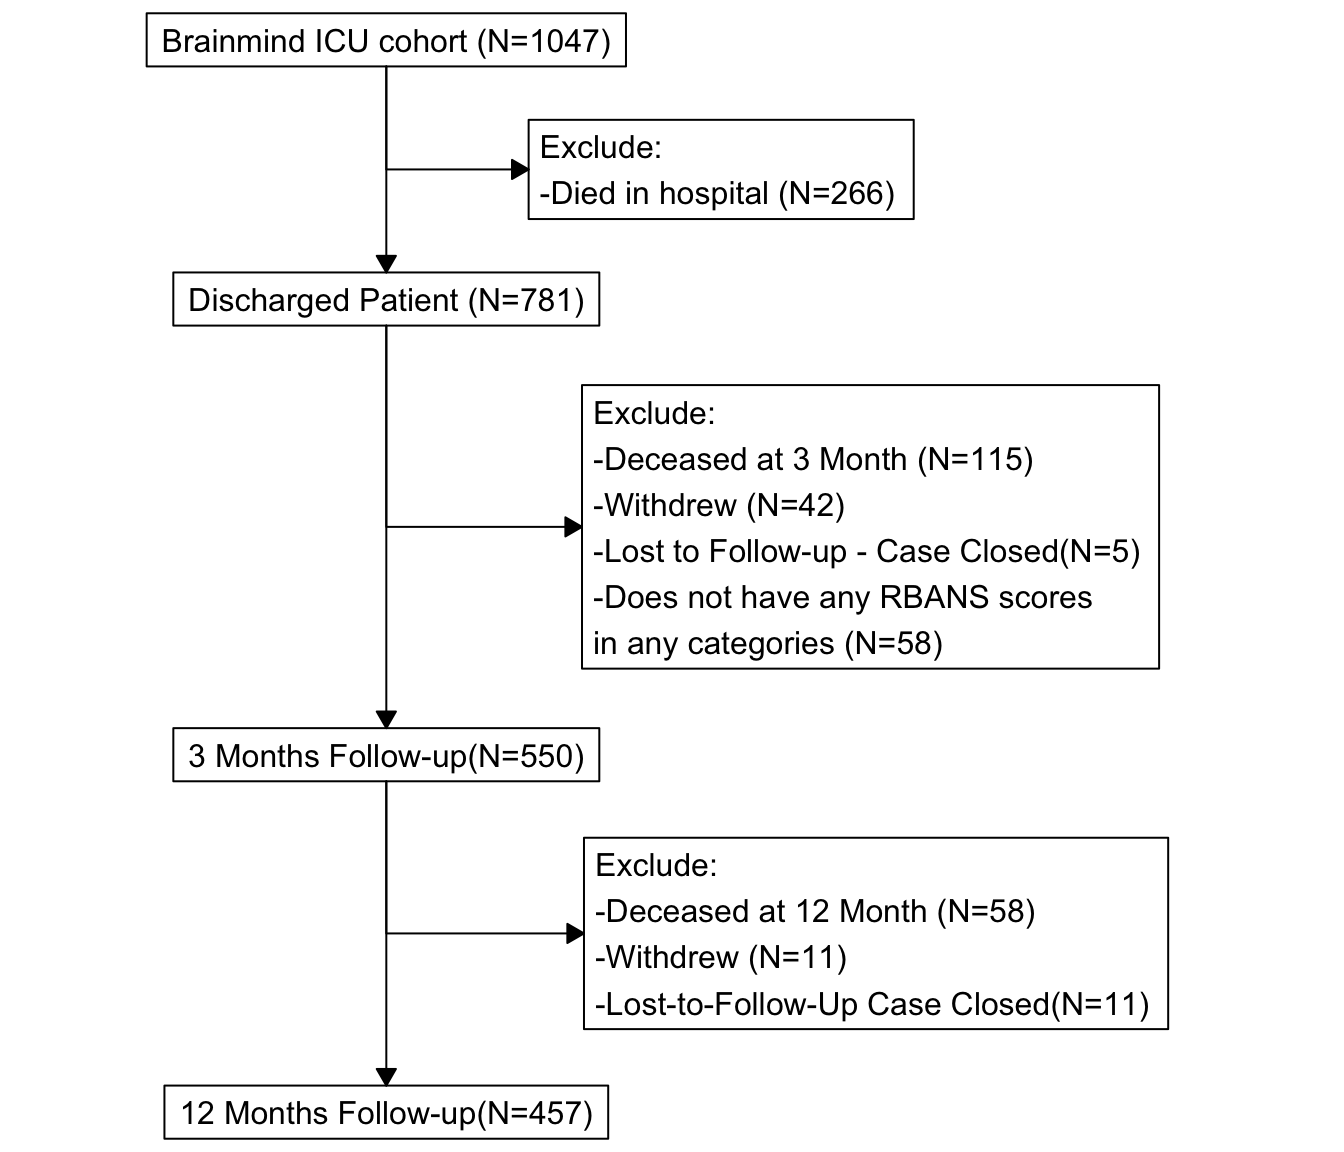 Brainmind ICU cohort (N=1047)
Exclude:
-Died in hospital (N=266)
Discharged Patient (N=781)
Exclude:
-Deceased at 3 Month (N=115)
-Withdrew (N=42)
-Lost to Follow-up - Case Closed(N=5)
-Does not have any RBANS scores
in any categories (N=58)
3 Months Follow-up(N=550)
Exclude:
-Deceased at 12 Month (N=58)
-Withdrew (N=11)
-Lost-to-Follow-Up Case Closed(N=11)
12 Months Follow-up(N=457)